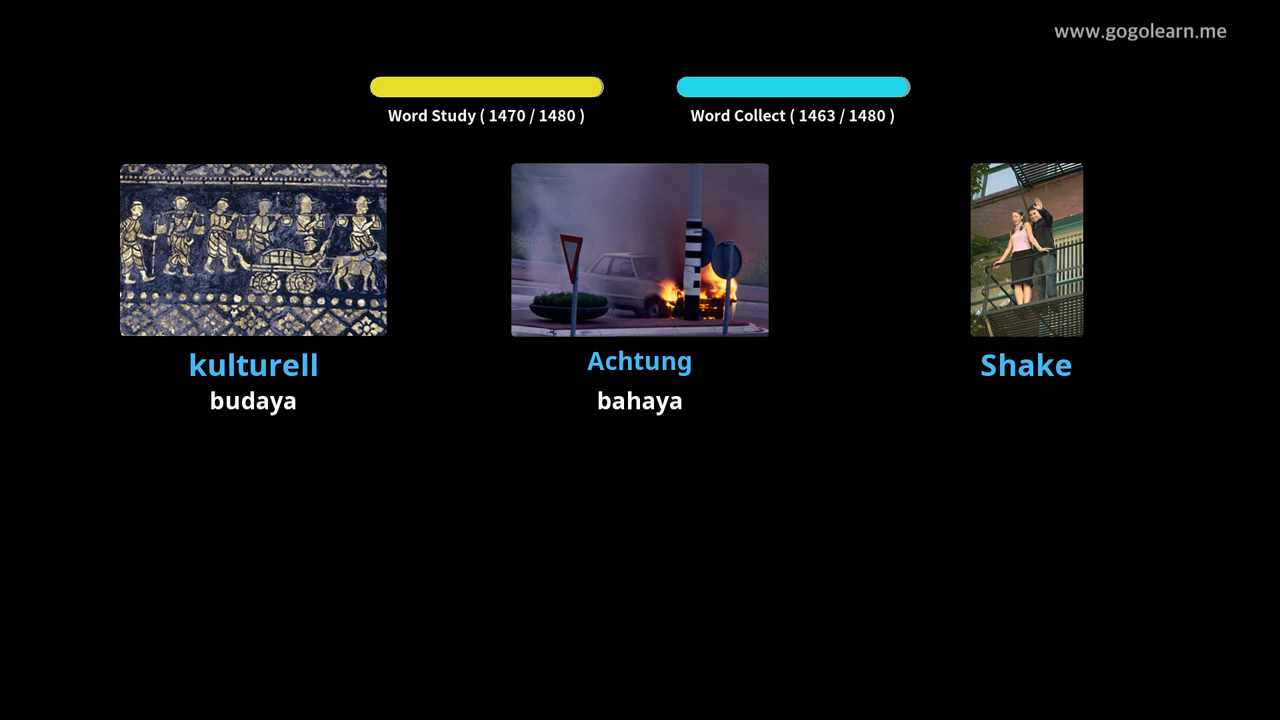 www.gogolearn.me
Word Study ( 1470 / 1480 )
Word Collect ( 1463 / 1480 )
kulturell
budaya
Achtung
bahaya
Shake